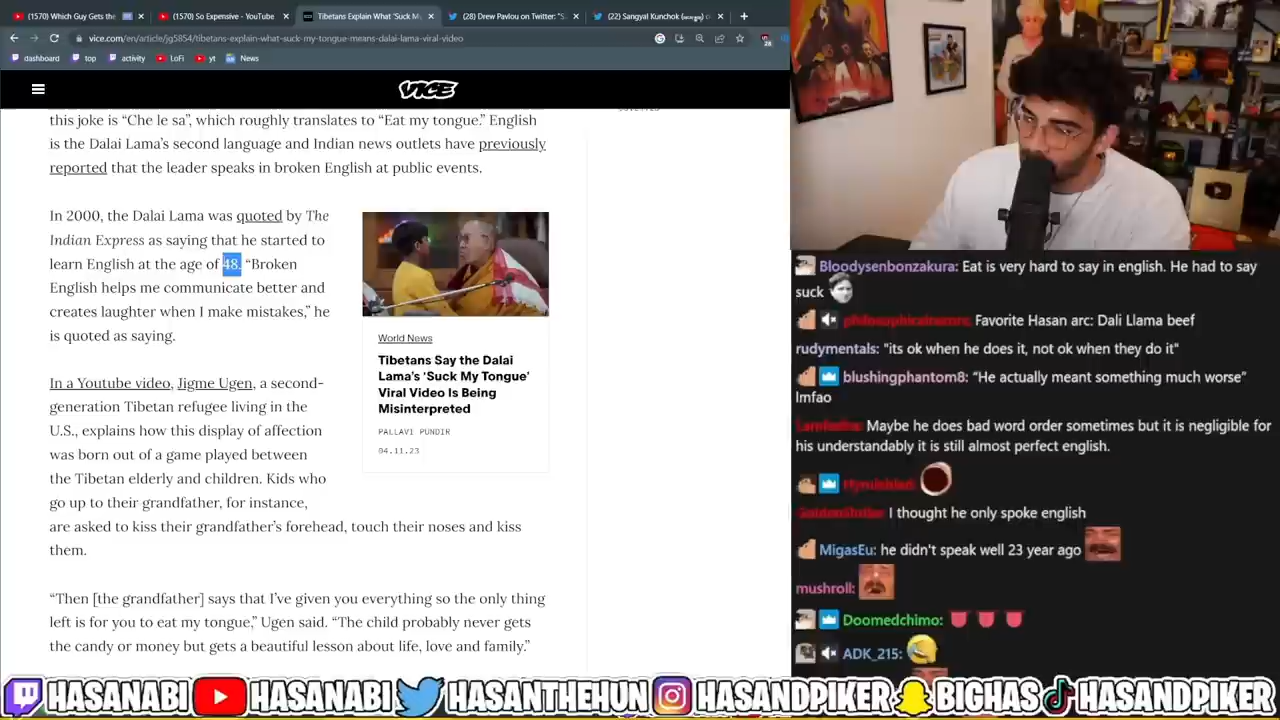 (1570) Which Guy Gets the
(1570) So Expensive - YouTube
Tibetans Explain What 'Suck M
(28) Drew Pavlou on Twitter: "S
(22) Sangyal Kunchok
vice.com/en/article/jg5854/tibetans-explain-what-suck-my-tongue-means-dalai-lama-viral-video
dashboard
top
activity
LoFi
yt
News
VICE
this joke is “Che le sa”, which roughly translates to “Eat my tongue.” English
is the Dalai Lama’s second language and Indian news outlets have previously
reported that the leader speaks in broken English at public events.
In 2000, the Dalai Lama was quoted by The
Indian Express as saying that he started to
learn English at the age of 48. “Broken
English helps me communicate better and
creates laughter when I make mistakes,” he
is quoted as saying.
World News
Tibetans Say the Dalai
Lama’s ‘Suck My Tongue’
Viral Video Is Being
Misinterpreted
PALLAVI PUNDIR
04.11.23
In a Youtube video, Jigme Ugen, a second-
generation Tibetan refugee living in the
U.S., explains how this display of affection
was born out of a game played between
the Tibetan elderly and children. Kids who
go up to their grandfather, for instance,
are asked to kiss their grandfather’s forehead, touch their noses and kiss
them.
“Then [the grandfather] says that I’ve given you everything so the only thing
left is for you to eat my tongue,” Ugen said. “The child probably never gets
the candy or money but gets a beautiful lesson about life, love and family.”
Bloodysenbonzakura: Eat is very hard to say in english. He had to say
suck
Favorite Hasan arc: Dali Llama beef
rudymentals: "its ok when he does it, not ok when they do it"
blushingphantom8: “He actually meant something much worse”
lmfao
Maybe he does bad word order sometimes but it is negligible for
his understandably it is still almost perfect english.
I thought he only spoke english
MigasEu: he didn't speak well 23 year ago
mushroll:
Doomedchimo:
ADK_215:
HASANABI HASANABI HASANTHEHUN HASANDPIKER BIGHAS HASANDPIKER